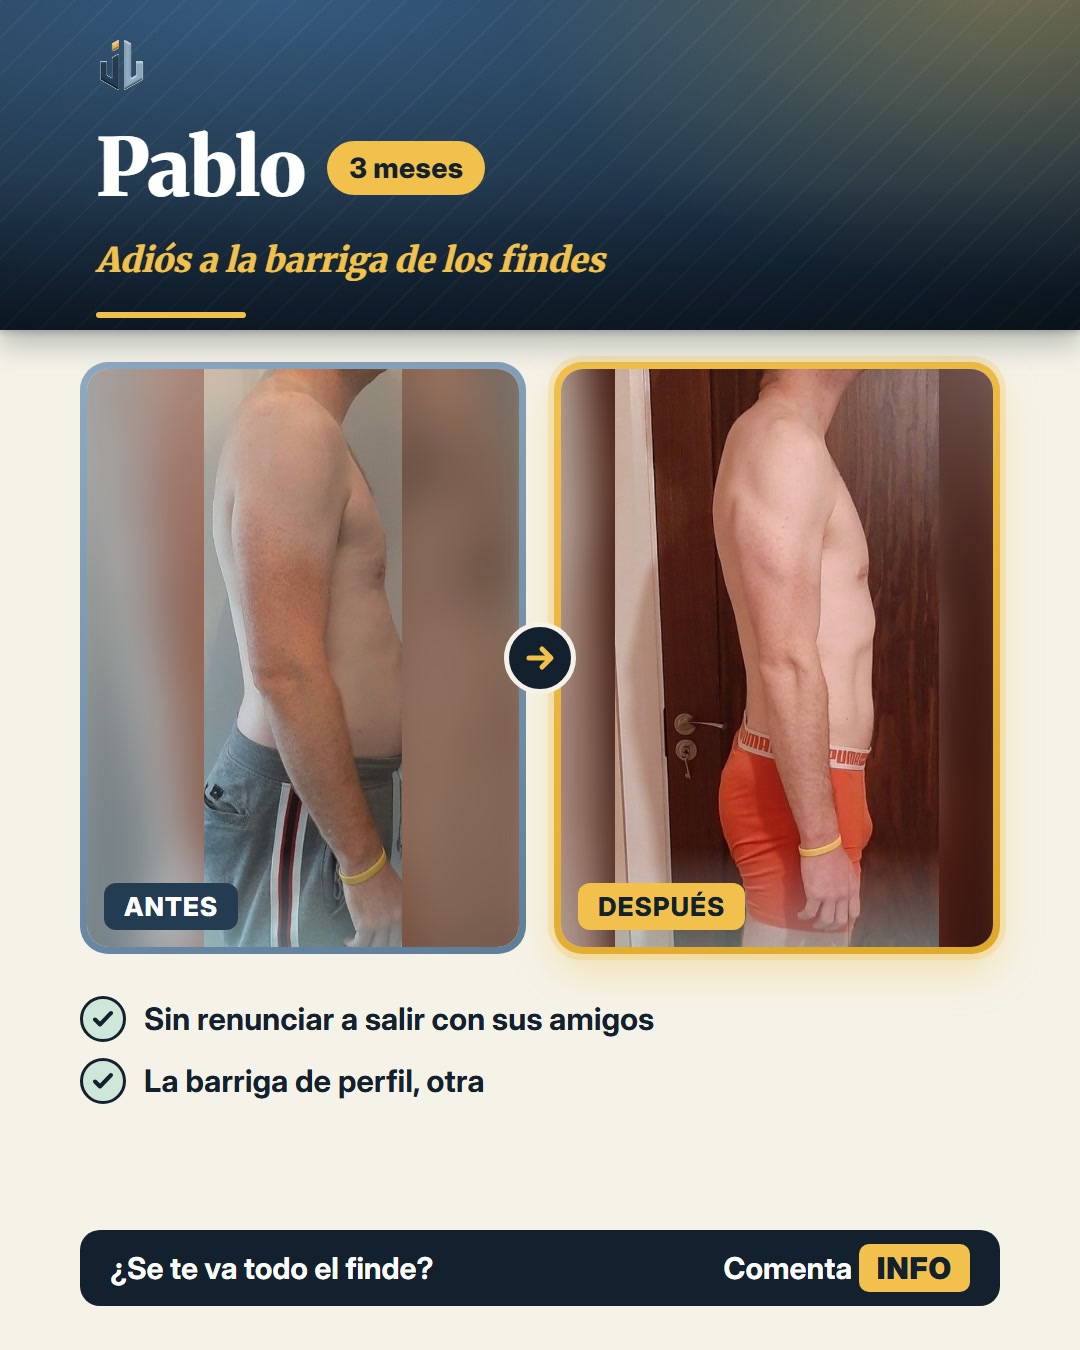 Pablo 3 meses
Adiós a la barriga de los findes
PUMA
ANTES
DESPUÉS
Sin renunciar a salir con sus amigos
La barriga de perfil, otra
¿Se te va todo el finde? Comenta INFO